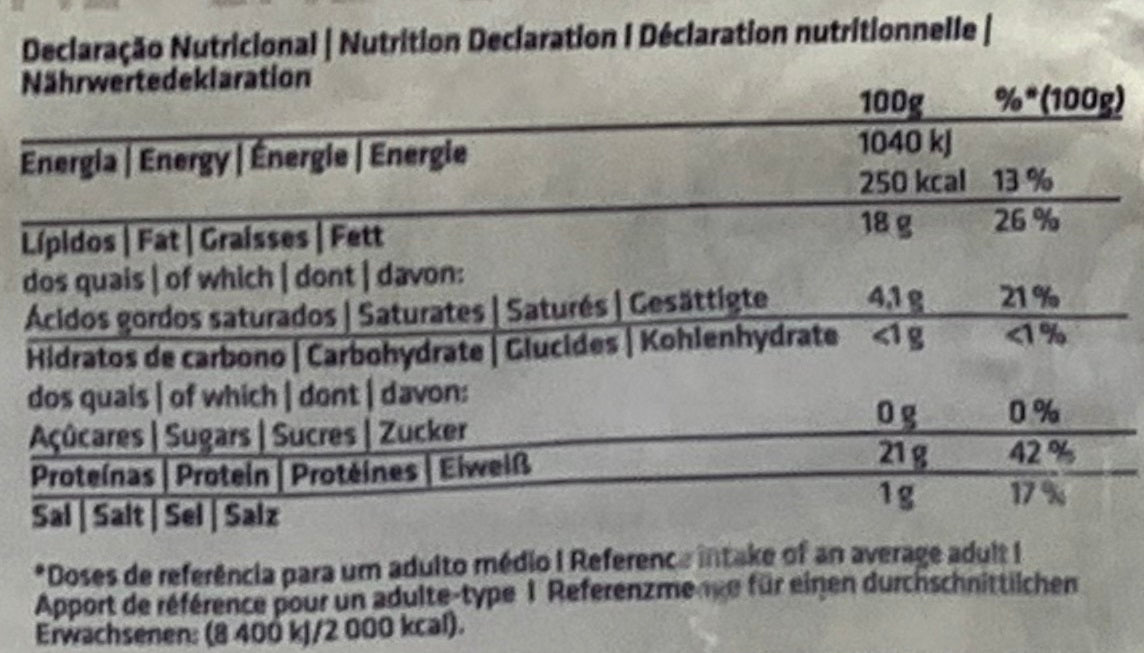 Declaração Nutricional | Nutrition Declaration | Déclaration nutritionnelle |
Nährwertedeklaration
100g %*(100g)
Energia | Energy | Énergie | Energie 1040 kJ
250 kcal 13 %
Lípidos | Fat | Graisses | Fett 18 g 26 %
dos quais | of which | dont | davon:
Ácidos gordos saturados | Saturates | Saturés | Gesättigte 4,1 g 21 %
Hidratos de carbono | Carbohydrate | Glucides | Kohlenhydrate <1 g <1 %
dos quais | of which | dont | davon:
Açúcares | Sugars | Sucres | Zucker 0 g 0 %
Proteínas | Protein | Protéines | Eiweiß 21 g 42 %
Sal | Salt | Sel | Salz 1 g 17 %
*Doses de referência para um adulto médio | Reference intake of an average adult |
Apport de référence pour un adulte-type | Referenzmenge für einen durchschnittlichen
Erwachsenen: (8 400 kJ/2 000 kcal).